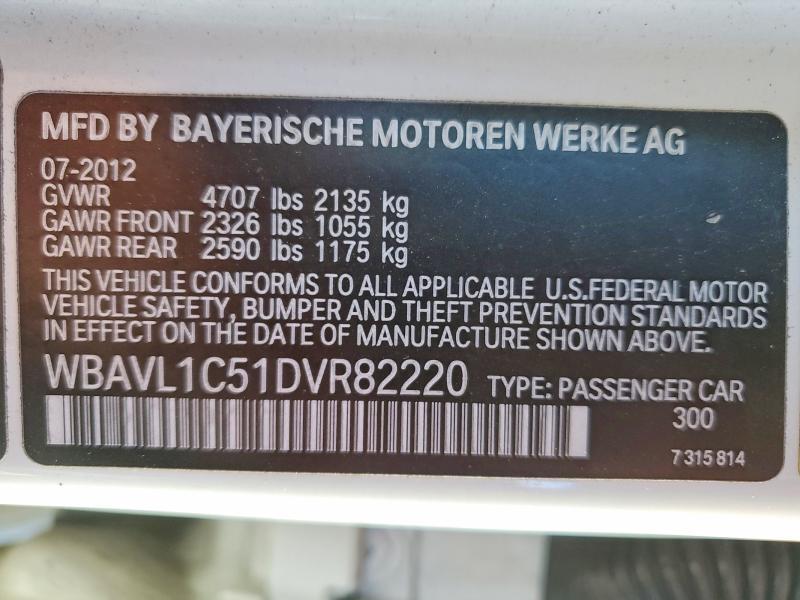 MFD BY BAYERISCHE MOTOREN WERKE AG
07-2012
GVWR 4707 lbs 2135 kg
GAWR FRONT 2326 lbs 1055 kg
GAWR REAR 2590 lbs 1175 kg
THIS VEHICLE CONFORMS TO ALL APPLICABLE U.S.FEDERAL MOTOR
VEHICLE SAFETY, BUMPER AND THEFT PREVENTION STANDARDS
IN EFFECT ON THE DATE OF MANUFACTURE SHOWN ABOVE.
WBAVL1C51DVR82220 TYPE: PASSENGER CAR
300
7 315 814